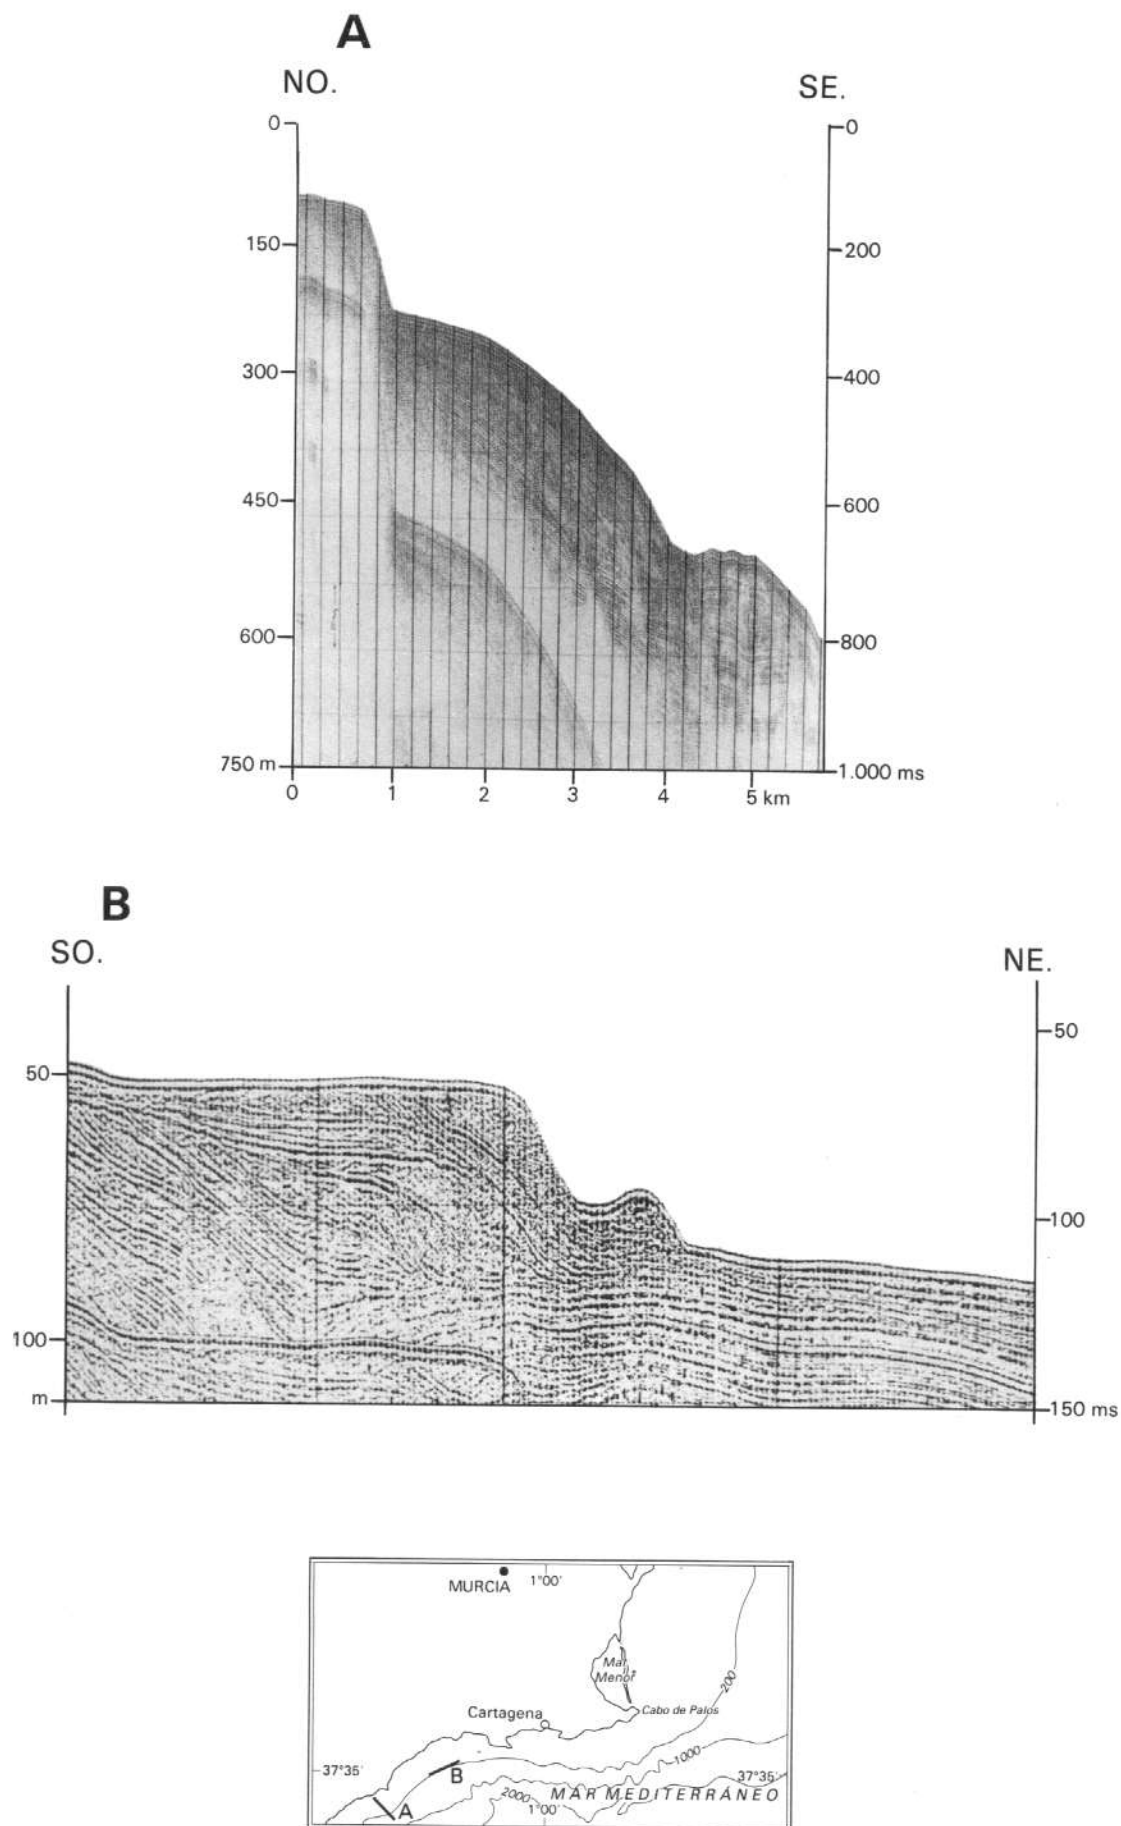 A
NO. SE.
0 0
150 200
300 400
450 600
600 800
750 m 1.000 ms
0 1 2 3 4 5 km
B
SO. NE.
50
50
100
100
m 150 ms
MURCIA 1°00'
Mar
Menor
200
Cabo de Palos
Cartagena
1000
37°35' 37°35'
B
2000 MAR MEDITERRÁNEO
A 1°00'